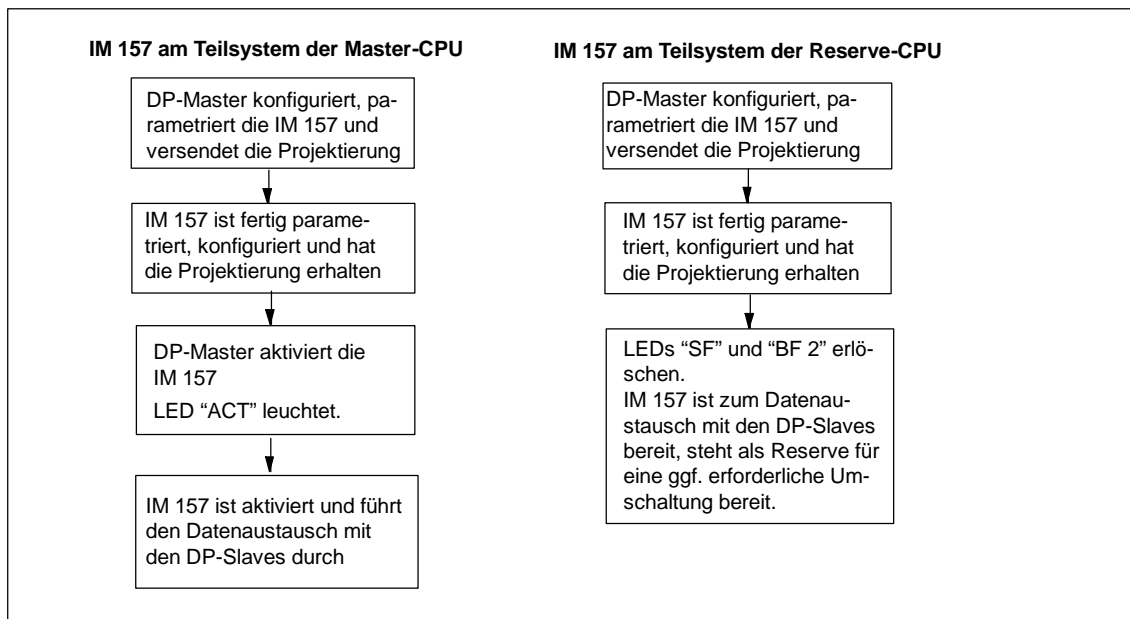 IM 157 am Teilsystem der Master-CPU
DP-Master konfiguriert, pa-
rametriert die IM 157 und
versendet die Projektierung
IM 157 ist fertig parame-
triert, konfiguriert und hat
die Projektierung erhalten
DP-Master aktiviert die
IM 157
LED “ACT” leuchtet.
IM 157 ist aktiviert und führt
den Datenaustausch mit
den DP-Slaves durch
IM 157 am Teilsystem der Reserve-CPU
DP-Master konfiguriert, pa-
rametriert die IM 157 und
versendet die Projektierung
IM 157 ist fertig parame-
triert, konfiguriert und hat
die Projektierung erhalten
LEDs “SF” und “BF 2” erlö-
schen.
IM 157 ist zum Datenau-
stausch mit den DP-Slaves
bereit, steht als Reserve für
eine ggf. erforderliche Um-
schaltung bereit.